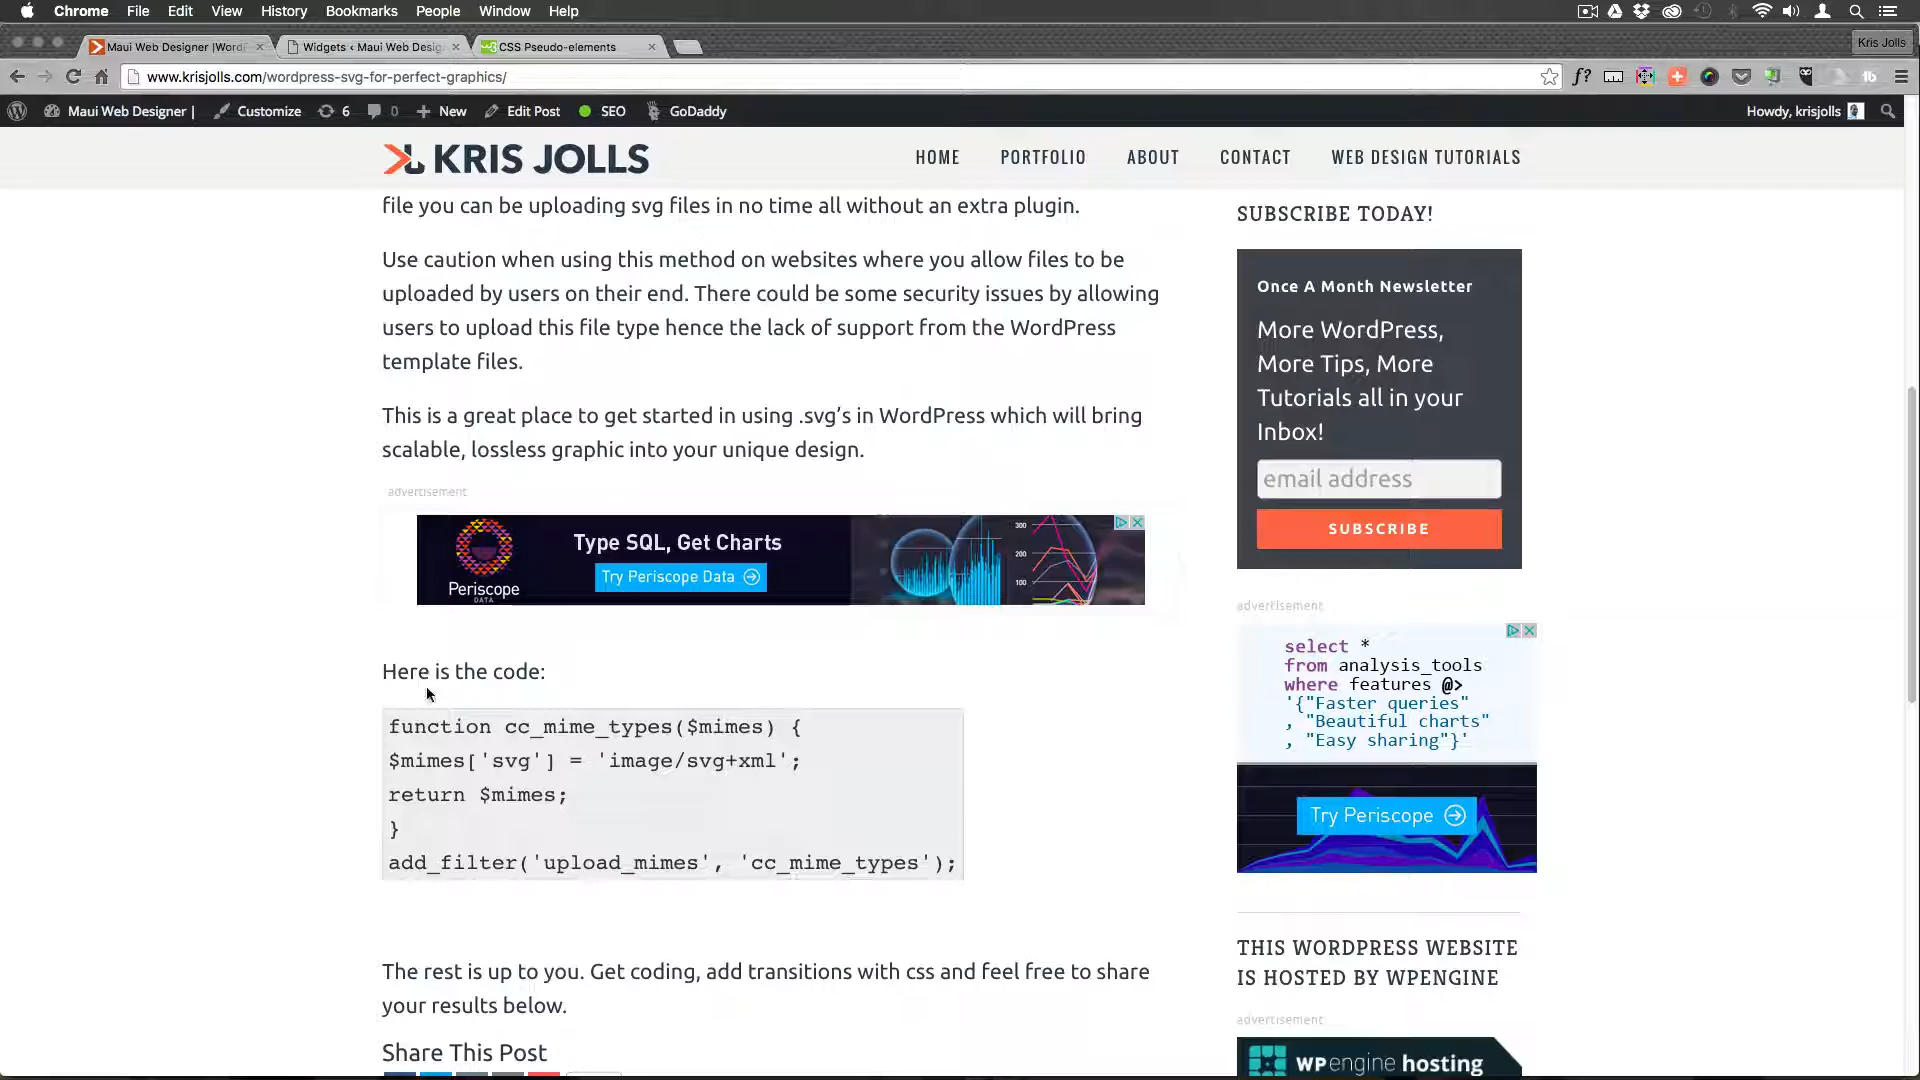 Chrome File Edit View History Bookmarks People Window Help
Maui Web Designer |Word
Widgets ‹ Maui Web Desig
CSS Pseudo-elements
Kris Jolls
www.krisjolls.com/wordpress-svg-for-perfect-graphics/
f?
Maui Web Designer | Customize 6 0 New Edit Post SEO GoDaddy Howdy, krisjolls
KRIS JOLLS
HOME PORTFOLIO ABOUT CONTACT WEB DESIGN TUTORIALS
file you can be uploading svg files in no time all without an extra plugin.
Use caution when using this method on websites where you allow files to be
uploaded by users on their end. There could be some security issues by allowing
users to upload this file type hence the lack of support from the WordPress
template files.
This is a great place to get started in using .svg’s in WordPress which will bring
scalable, lossless graphic into your unique design.
advertisement
Type SQL, Get Charts
Try Periscope Data
Periscope
DATA
300
200
100
Here is the code:
function cc_mime_types($mimes) {
$mimes['svg'] = 'image/svg+xml';
return $mimes;
}
add_filter('upload_mimes', 'cc_mime_types');
The rest is up to you. Get coding, add transitions with css and feel free to share
your results below.
Share This Post
SUBSCRIBE TODAY!
Once A Month Newsletter
More WordPress,
More Tips, More
Tutorials all in your
Inbox!
email address
SUBSCRIBE
advertisement
select *
from analysis_tools
where features @>
'{"Faster queries"
, "Beautiful charts"
, "Easy sharing"}'
Try Periscope
THIS WORDPRESS WEBSITE
IS HOSTED BY WPENGINE
advertisement
wpengine hosting